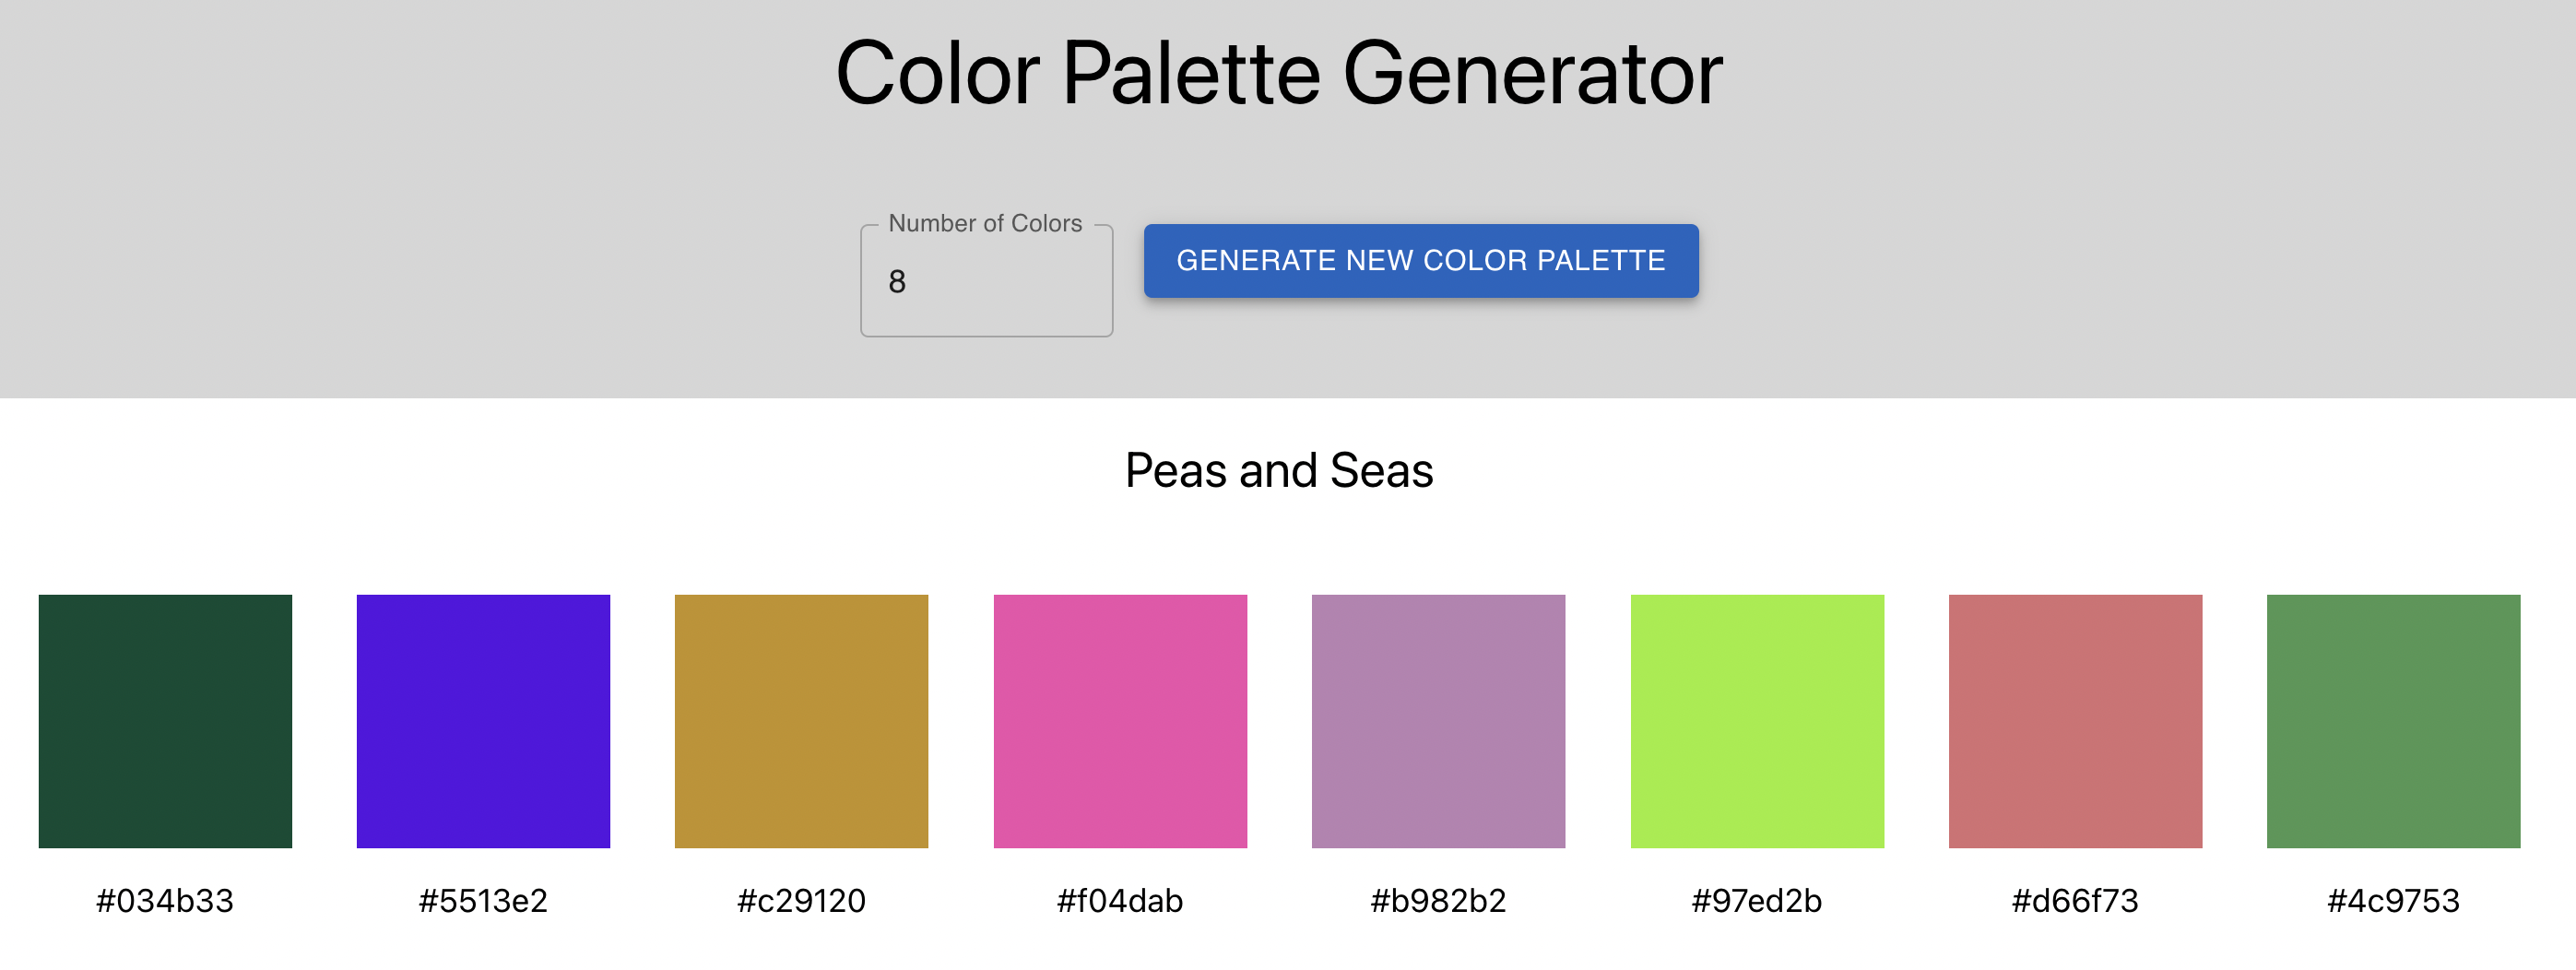 Color Palette Generator
Number of Colors
8
GENERATE NEW COLOR PALETTE
Peas and Seas
#034b33
#5513e2
#c29120
#f04dab
#b982b2
#97ed2b
#d66f73
#4c9753